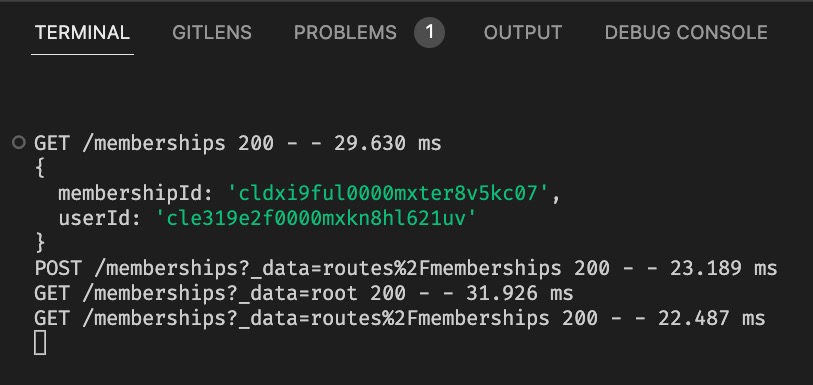 TERMINAL GITLENS PROBLEMS 1 OUTPUT DEBUG CONSOLE
GET /memberships 200 - - 29.630 ms
{
  membershipId: 'cldxi9ful0000mxter8v5kc07',
  userId: 'cle319e2f0000mxkn8hl621uv'
}
POST /memberships?_data=routes%2Fmemberships 200 - - 23.189 ms
GET /memberships?_data=root 200 - - 31.926 ms
GET /memberships?_data=routes%2Fmemberships 200 - - 22.487 ms